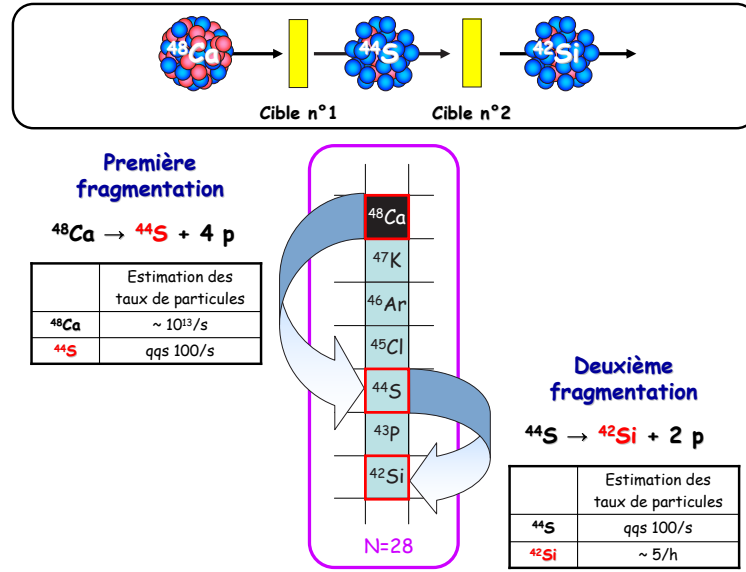 ⁴⁸Ca ⁴⁴S ⁴²Si
Cible n°1 Cible n°2
Première
fragmentation
⁴⁸Ca → ⁴⁴S + 4 p
Estimation des
taux de particules
⁴⁸Ca ~ 10¹³/s
⁴⁴S qqs 100/s
⁴⁸Ca
⁴⁷K
⁴⁶Ar
⁴⁵Cl
⁴⁴S
⁴³P
⁴²Si
N=28
Deuxième
fragmentation
⁴⁴S → ⁴²Si + 2 p
Estimation des
taux de particules
⁴⁴S qqs 100/s
⁴²Si ~ 5/h